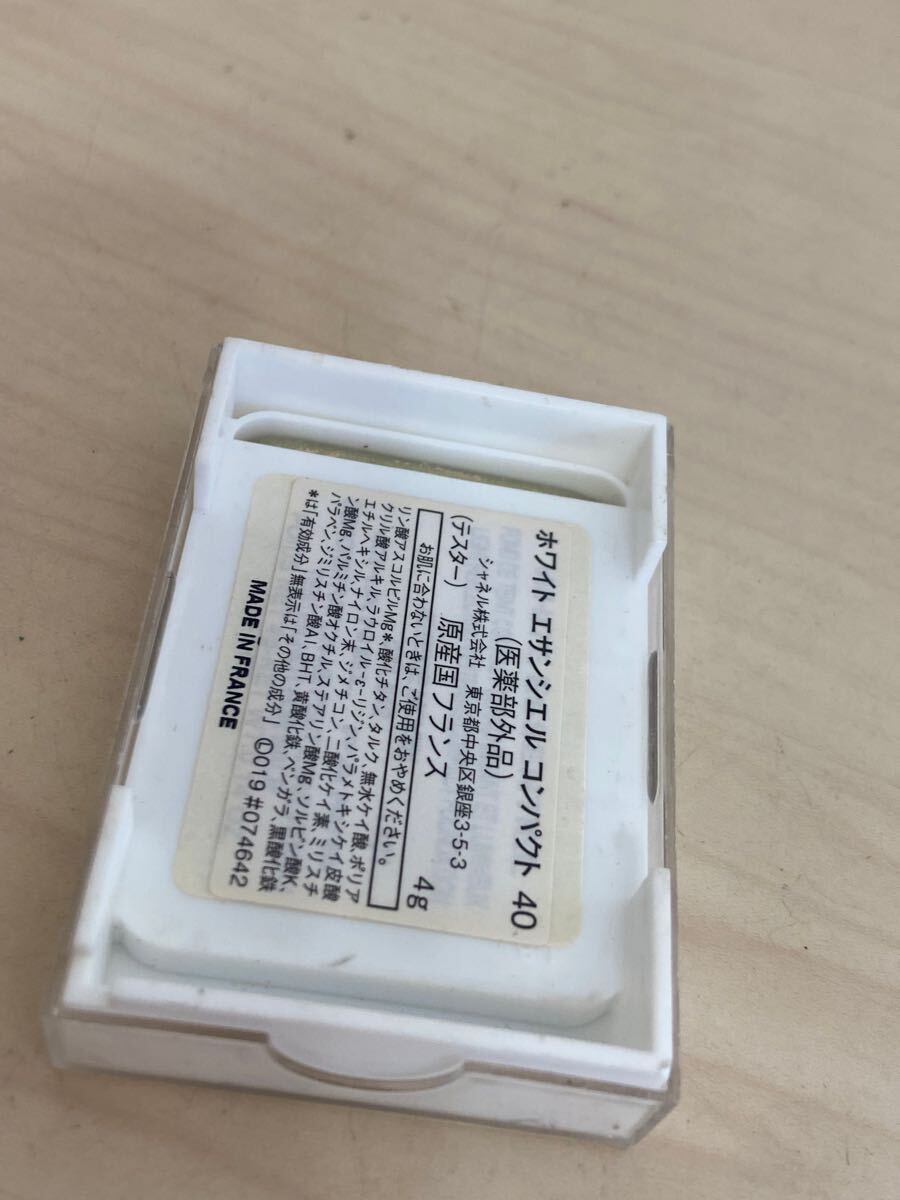 ホワイト エサンシエル コンパクト 40
(医薬部外品)
シャネル株式会社 東京都中央区銀座3-5-3
(テスター) 原産国フランス 4g
お肌に合わないときは、ご使用をおやめください。
リン酸アスコルビルMg*,酸化チタン,タルク,無水ケイ酸,ポリア
クリル酸アルキル,ラウロイル-ε-リジン,パラメトキシケイ皮酸
エチルヘキシル,ナイロン末,ジメチコン,二酸化ケイ素,ミリスチ
ン酸Mg,パルミチン酸オクチル,ステアリン酸Mg,ソルビン酸K,
パラベン,ジミリスチン酸Al,BHT,黄酸化鉄,ベンガラ,黒酸化鉄
*は「有効成分」無表示は「その他の成分」 ©019 #074642
MADE IN FRANCE